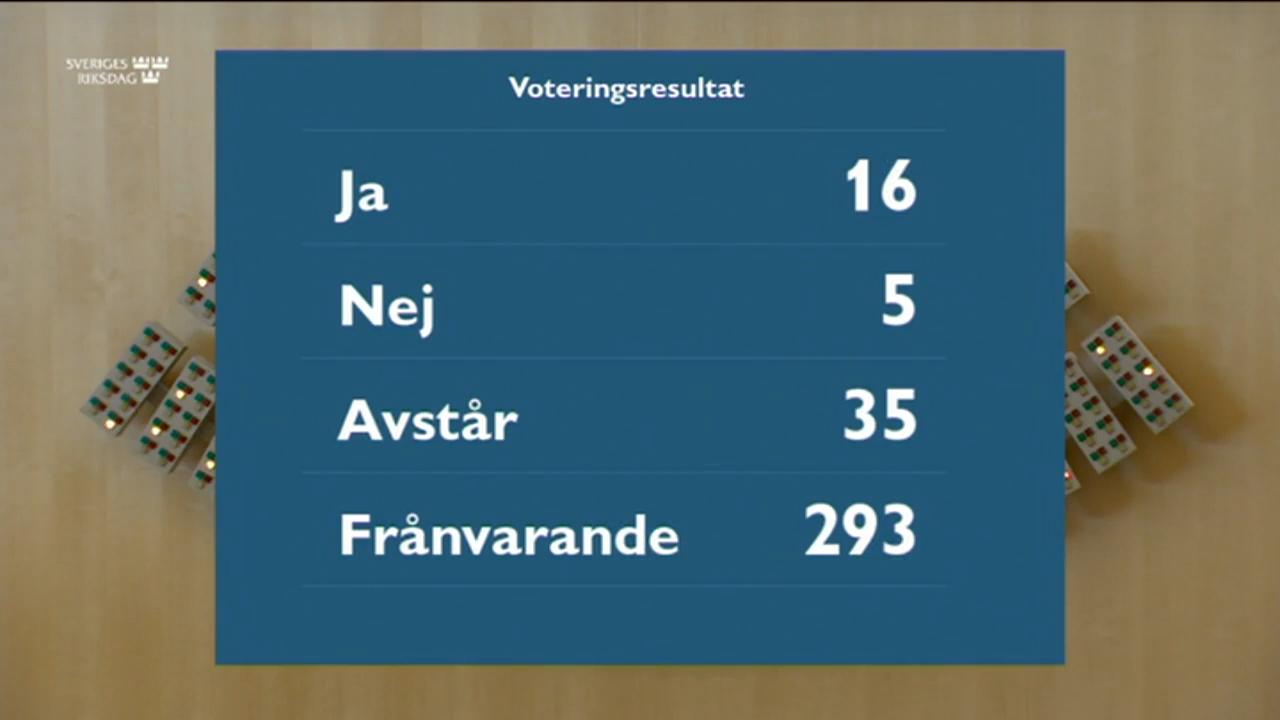 SVERIGES
RIKSDAG
Voteringsresultat
Ja 16
Nej 5
Avstår 35
Frånvarande 293